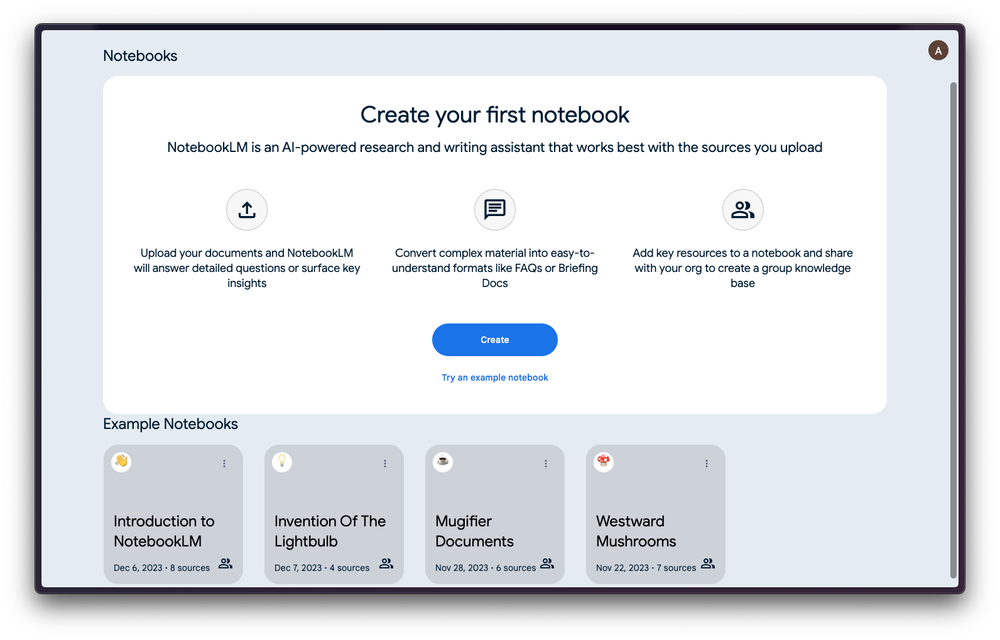 Notebooks
A
Create your first notebook
NotebookLM is an AI-powered research and writing assistant that works best with the sources you upload
Upload your documents and NotebookLM
will answer detailed questions or surface key
insights
Convert complex material into easy-to-
understand formats like FAQs or Briefing
Docs
Add key resources to a notebook and share
with your org to create a group knowledge
base
Create
Try an example notebook
Example Notebooks
Introduction to
NotebookLM
Dec 6, 2023 · 8 sources
Invention Of The
Lightbulb
Dec 7, 2023 · 4 sources
Mugifier
Documents
Nov 28, 2023 · 6 sources
Westward
Mushrooms
Nov 22, 2023 · 7 sources